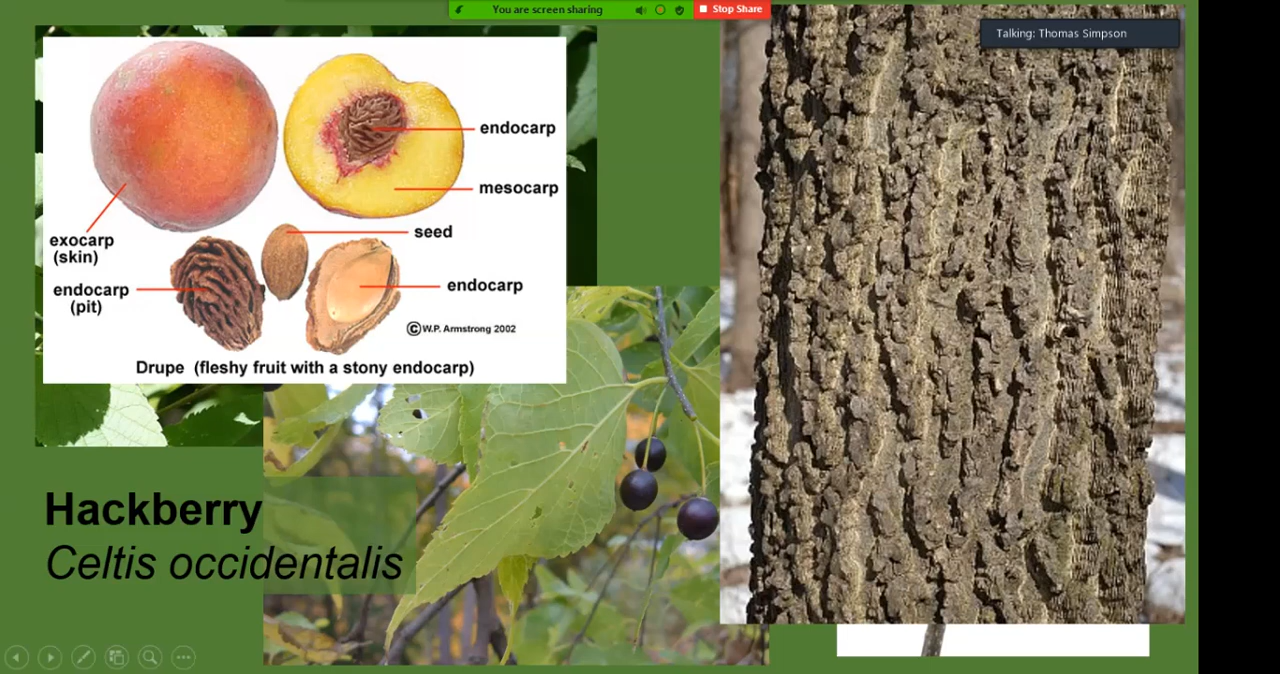 You are screen sharing
Stop Share
Talking: Thomas Simpson
endocarp
mesocarp
seed
exocarp
(skin)
endocarp
(pit)
endocarp
©W.P. Armstrong 2002
Drupe (fleshy fruit with a stony endocarp)
Hackberry
Celtis occidentalis